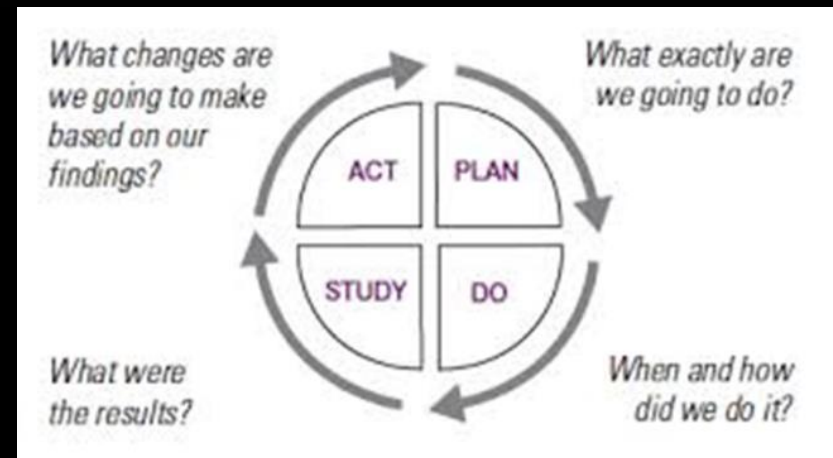 What changes are
we going to make
based on our
findings?
What exactly are
we going to do?
ACT
PLAN
STUDY
DO
What were
the results?
When and how
did we do it?